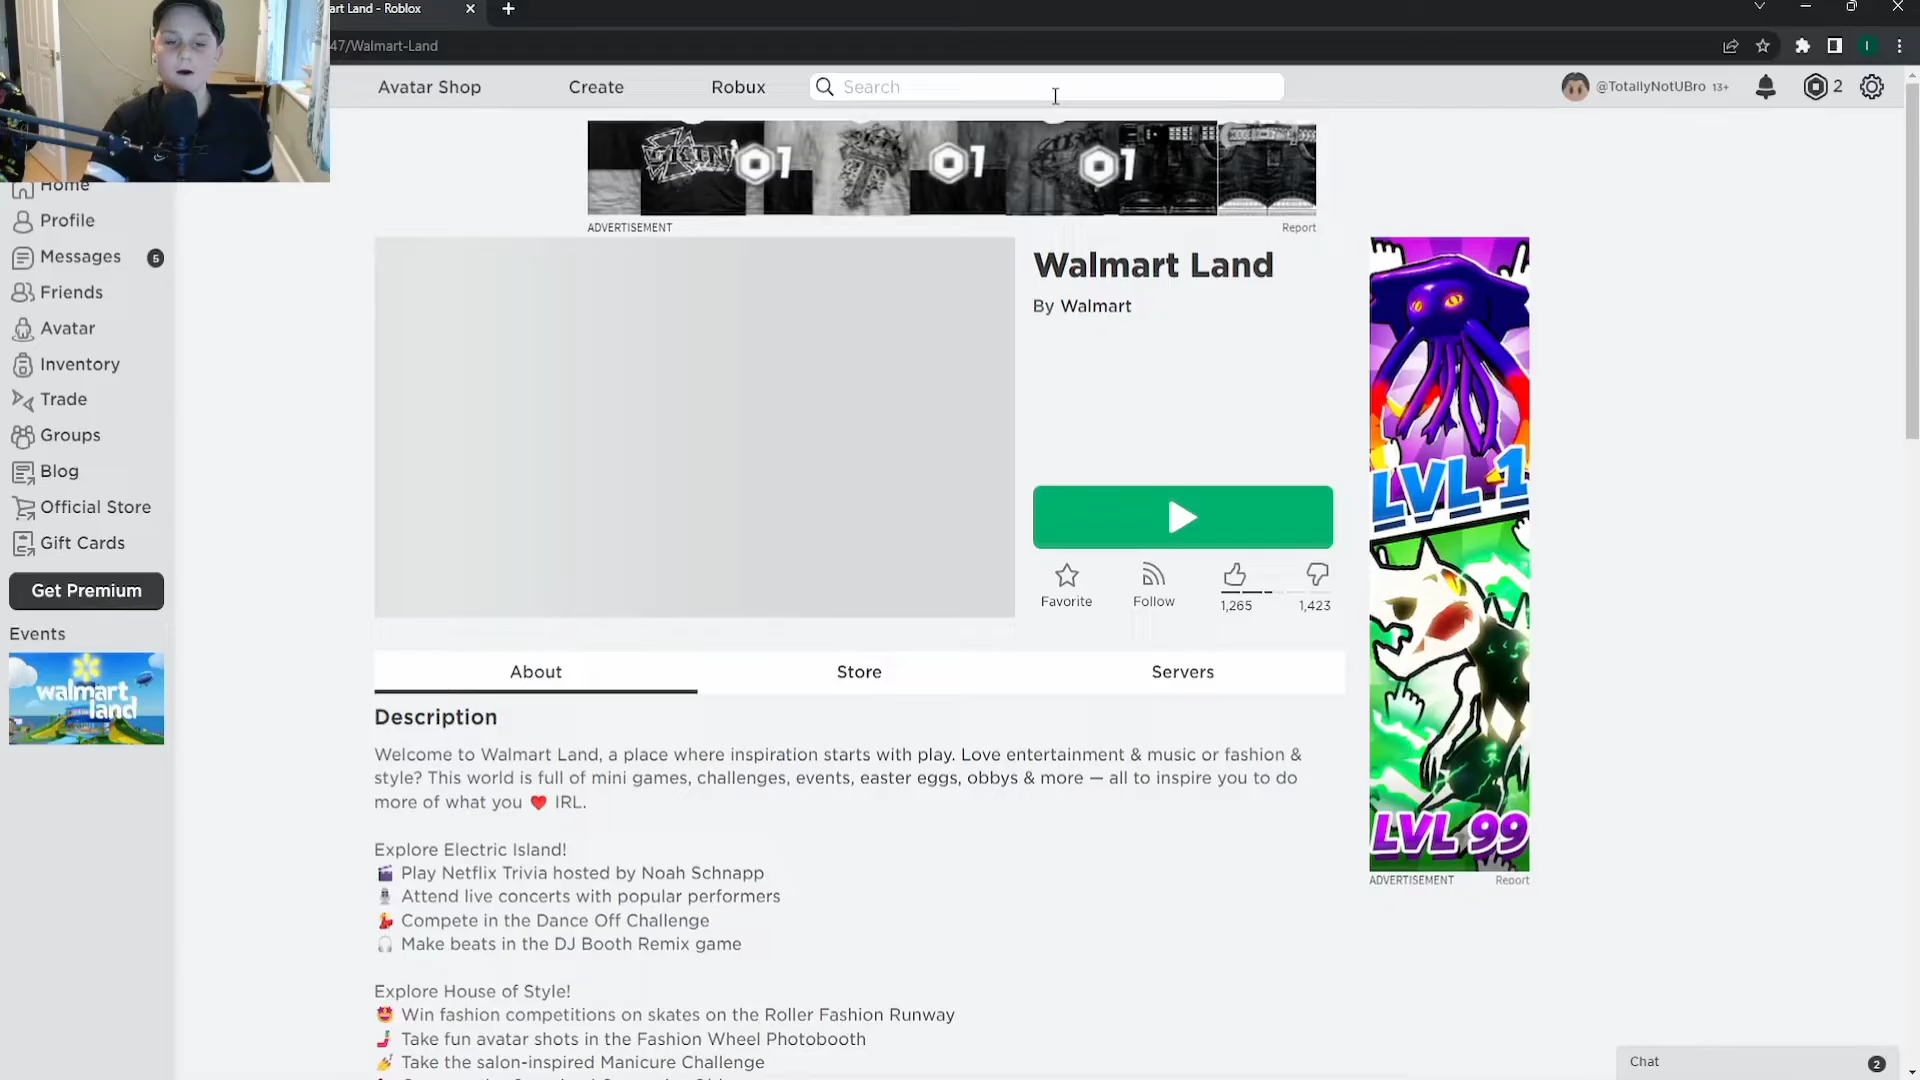 art Land - Roblox
47/Walmart-Land
Avatar Shop
Create
Robux
Search
@TotallyNotUBro 13+
2
SKIN
1
1
1
ADVERTISEMENT
Report
Home
Profile
Messages
5
Friends
Avatar
Inventory
Trade
Groups
Blog
Official Store
Gift Cards
Get Premium
Events
walmart
land
Walmart Land
By Walmart
Favorite
Follow
1,265
1,423
About
Store
Servers
Description
Welcome to Walmart Land, a place where inspiration starts with play. Love entertainment & music or fashion &
style? This world is full of mini games, challenges, events, easter eggs, obbys & more — all to inspire you to do
more of what you ❤️ IRL.
Explore Electric Island!
🎬 Play Netflix Trivia hosted by Noah Schnapp
Attend live concerts with popular performers
💃 Compete in the Dance Off Challenge
🎧 Make beats in the DJ Booth Remix game
Explore House of Style!
🤩 Win fashion competitions on skates on the Roller Fashion Runway
🤳 Take fun avatar shots in the Fashion Wheel Photobooth
💅 Take the salon-inspired Manicure Challenge
LVL 1
LVL 99
ADVERTISEMENT
Report
Chat
2